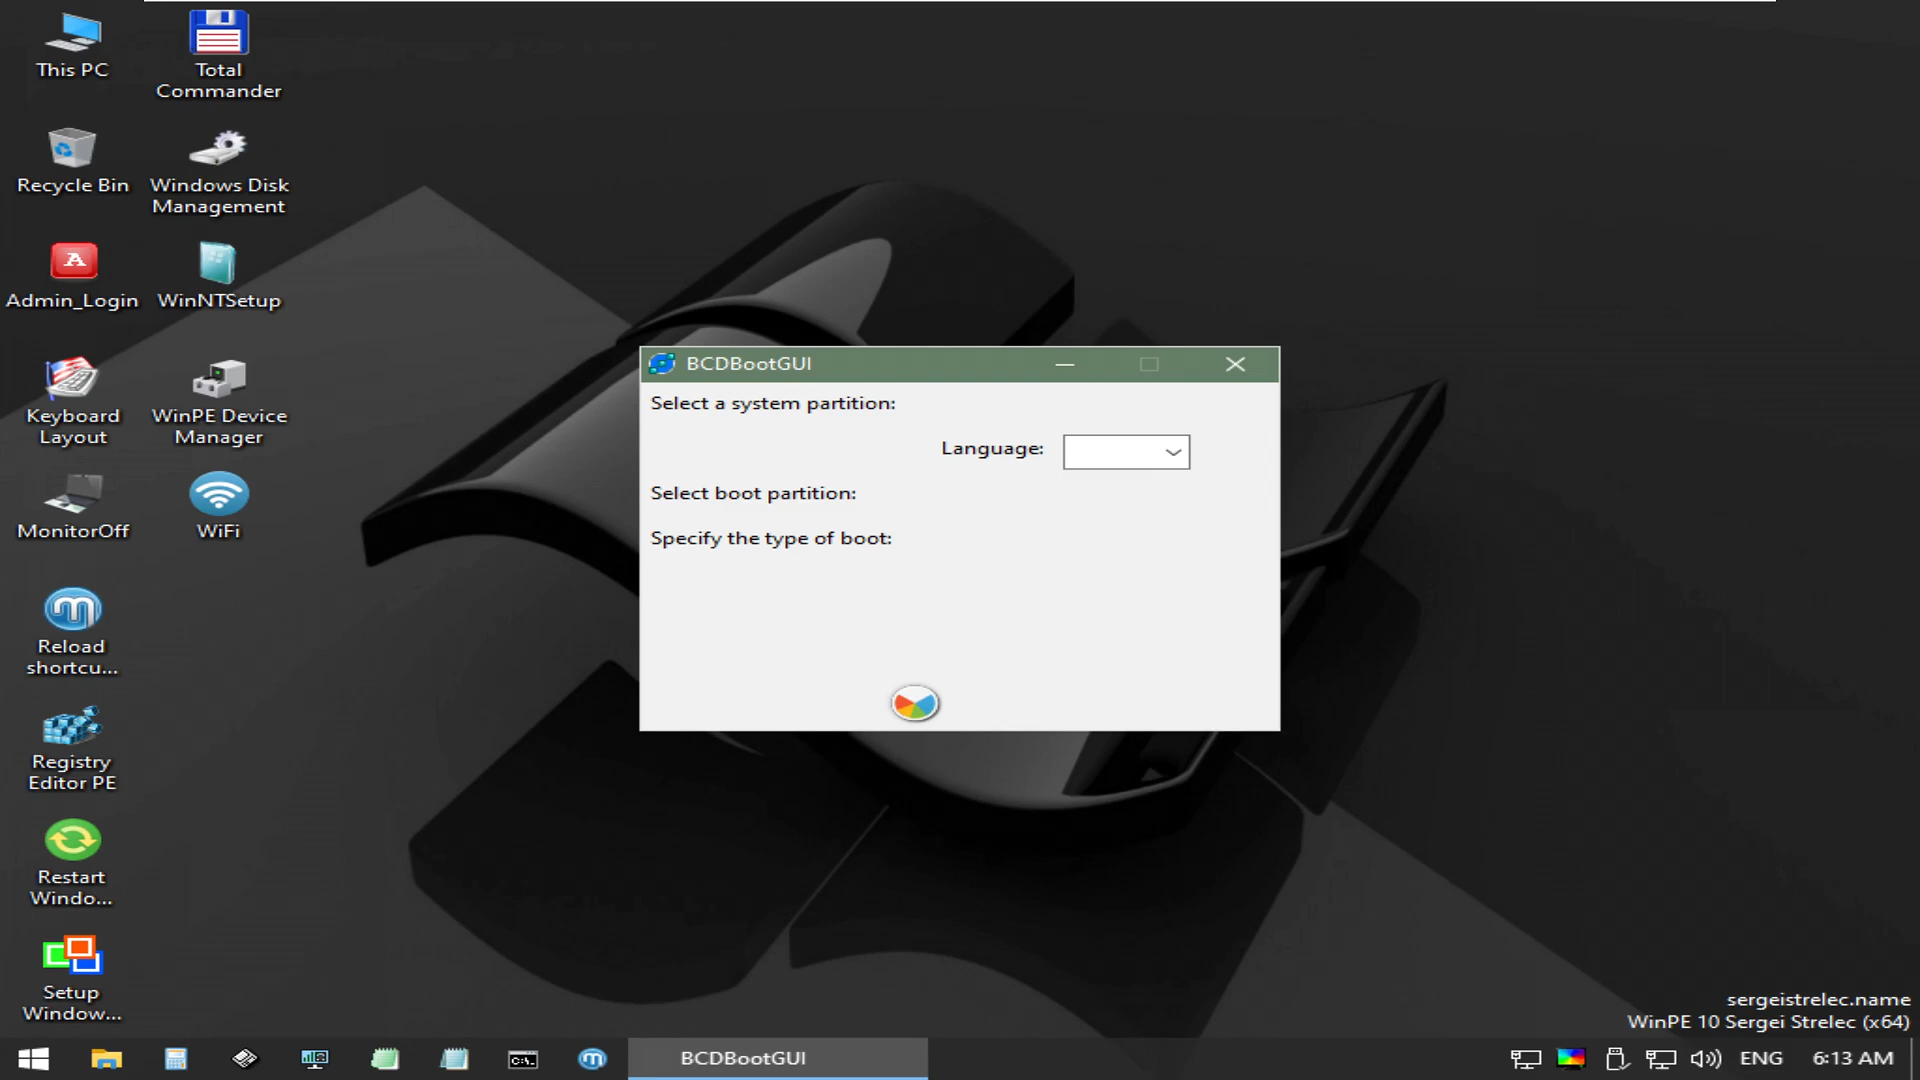 This PC
Total
Commander
Recycle Bin
Windows Disk
Management
Admin_Login
WinNTSetup
Keyboard
Layout
WinPE Device
Manager
MonitorOff
WiFi
Reload
shortcu...
Registry
Editor PE
Restart
Windo...
Setup
Window...
BCDBootGUI
Select a system partition:
Language:
Select boot partition:
Specify the type of boot:
sergeistrelec.name
WinPE 10 Sergei Strelec (x64)
C:\.
BCDBootGUI
ENG
6:13 AM